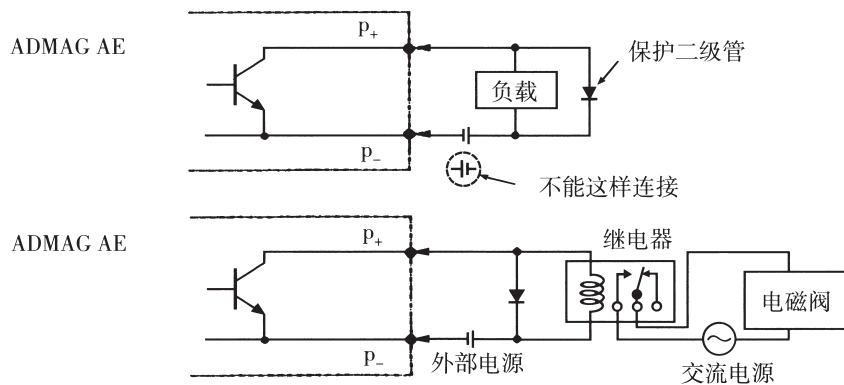 P+
ADMAG AE
保护二级管
负载
P−
不能这样连接
P+
继电器
ADMAG AE
电磁阀
外部电源
P−
交流电源